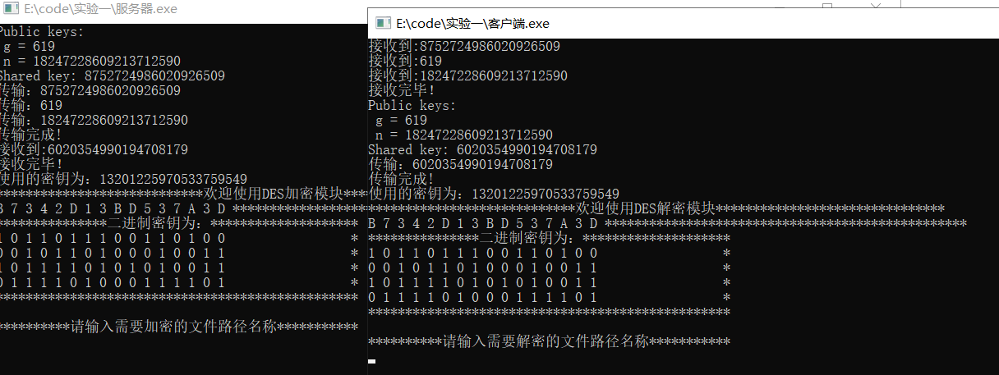 E:\code\实验一\服务器.exe
Public keys:
g = 619
n = 18247228609213712590
Shared key: 8752724986020926509
传输：8752724986020926509
传输：619
传输：18247228609213712590
传输完成!
接收到:6020354990194708179
接收完毕!
使用的密钥为：13201225970533759549
****************************欢迎使用DES加密模块****
B 7 3 4 2 D 1 3 B D 5 3 7 A 3 D ******************
***************二进制密钥为：********************
1 0 1 1 0 1 1 1 0 0 1 1 0 1 0 0 *
0 0 1 0 1 1 0 1 0 0 0 1 0 0 1 1 *
1 0 1 1 1 1 0 1 0 1 0 1 0 0 1 1 *
0 1 1 1 1 0 1 0 0 0 1 1 1 1 0 1 *
*************************************************
**********请输入需要加密的文件路径名称***********
E:\code\实验一\客户端.exe
接收到:8752724986020926509
接收到:619
接收到:18247228609213712590
接收完毕!
Public keys:
g = 619
n = 18247228609213712590
Shared key: 6020354990194708179
传输：6020354990194708179
传输完成!
使用的密钥为：13201225970533759549
****************************欢迎使用DES解密模块*******************************
B 7 3 4 2 D 1 3 B D 5 3 7 A 3 D *************************************************
***************二进制密钥为：********************
1 0 1 1 0 1 1 1 0 0 1 1 0 1 0 0 *
0 0 1 0 1 1 0 1 0 0 0 1 0 0 1 1 *
1 0 1 1 1 1 0 1 0 1 0 1 0 0 1 1 *
0 1 1 1 1 0 1 0 0 0 1 1 1 1 0 1 *
*************************************************
**********请输入需要解密的文件路径名称***********